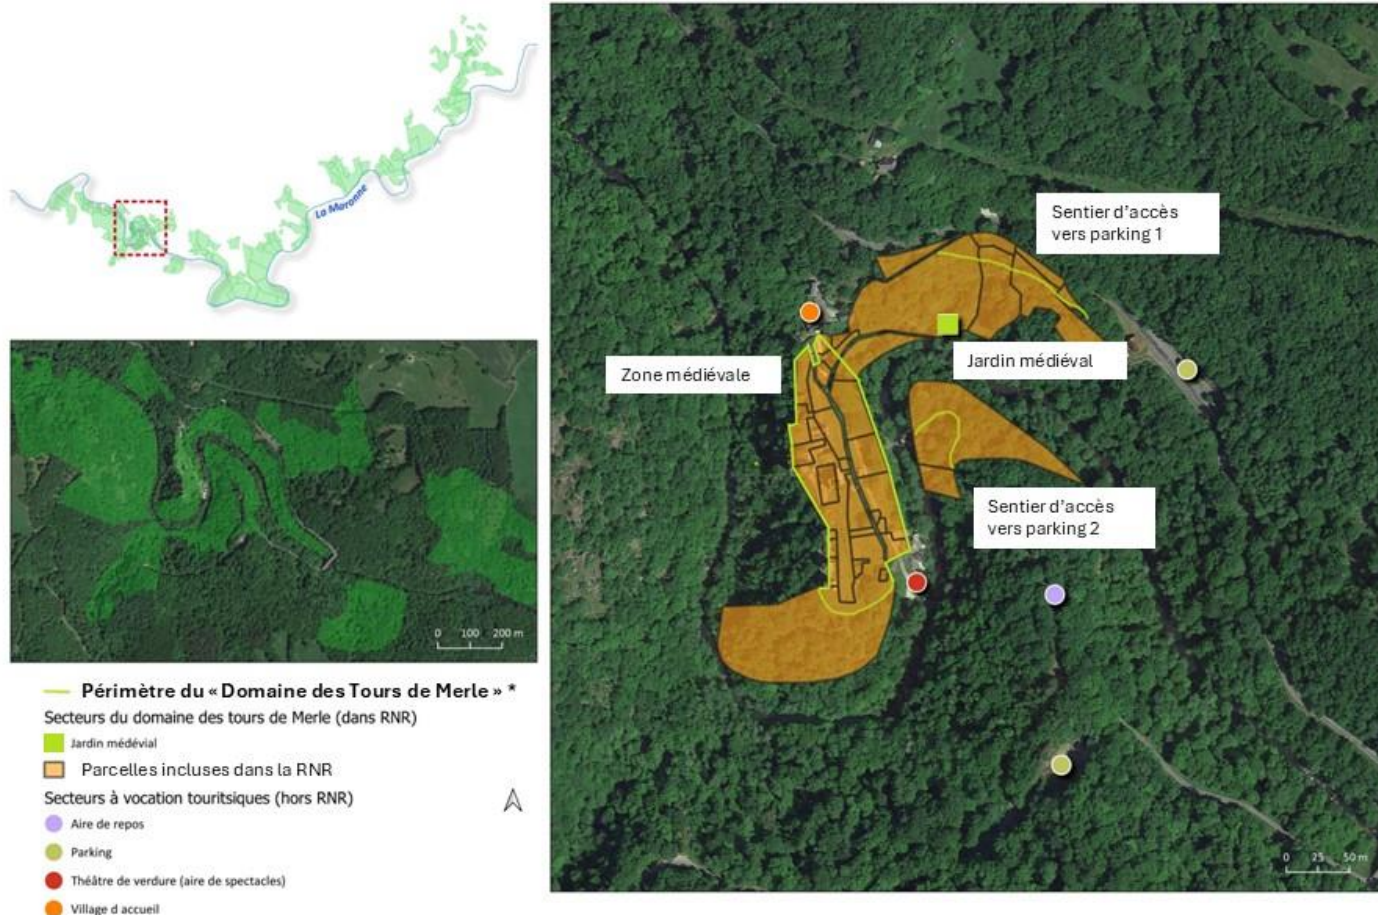 La Maronne
0 100 200 m
Périmètre du « Domaine des Tours de Merle » *
Secteurs du domaine des tours de Merle (dans RNR)
Jardin médévial
Parcelles incluses dans la RNR
Secteurs à vocation touritsiques (hors RNR)
Aire de repos
Parking
Théâtre de verdure (aire de spectacles)
Village d accueil
Sentier d'accès
vers parking 1
Zone médiévale
Jardin médiéval
Sentier d'accès
vers parking 2
0 25 50 m